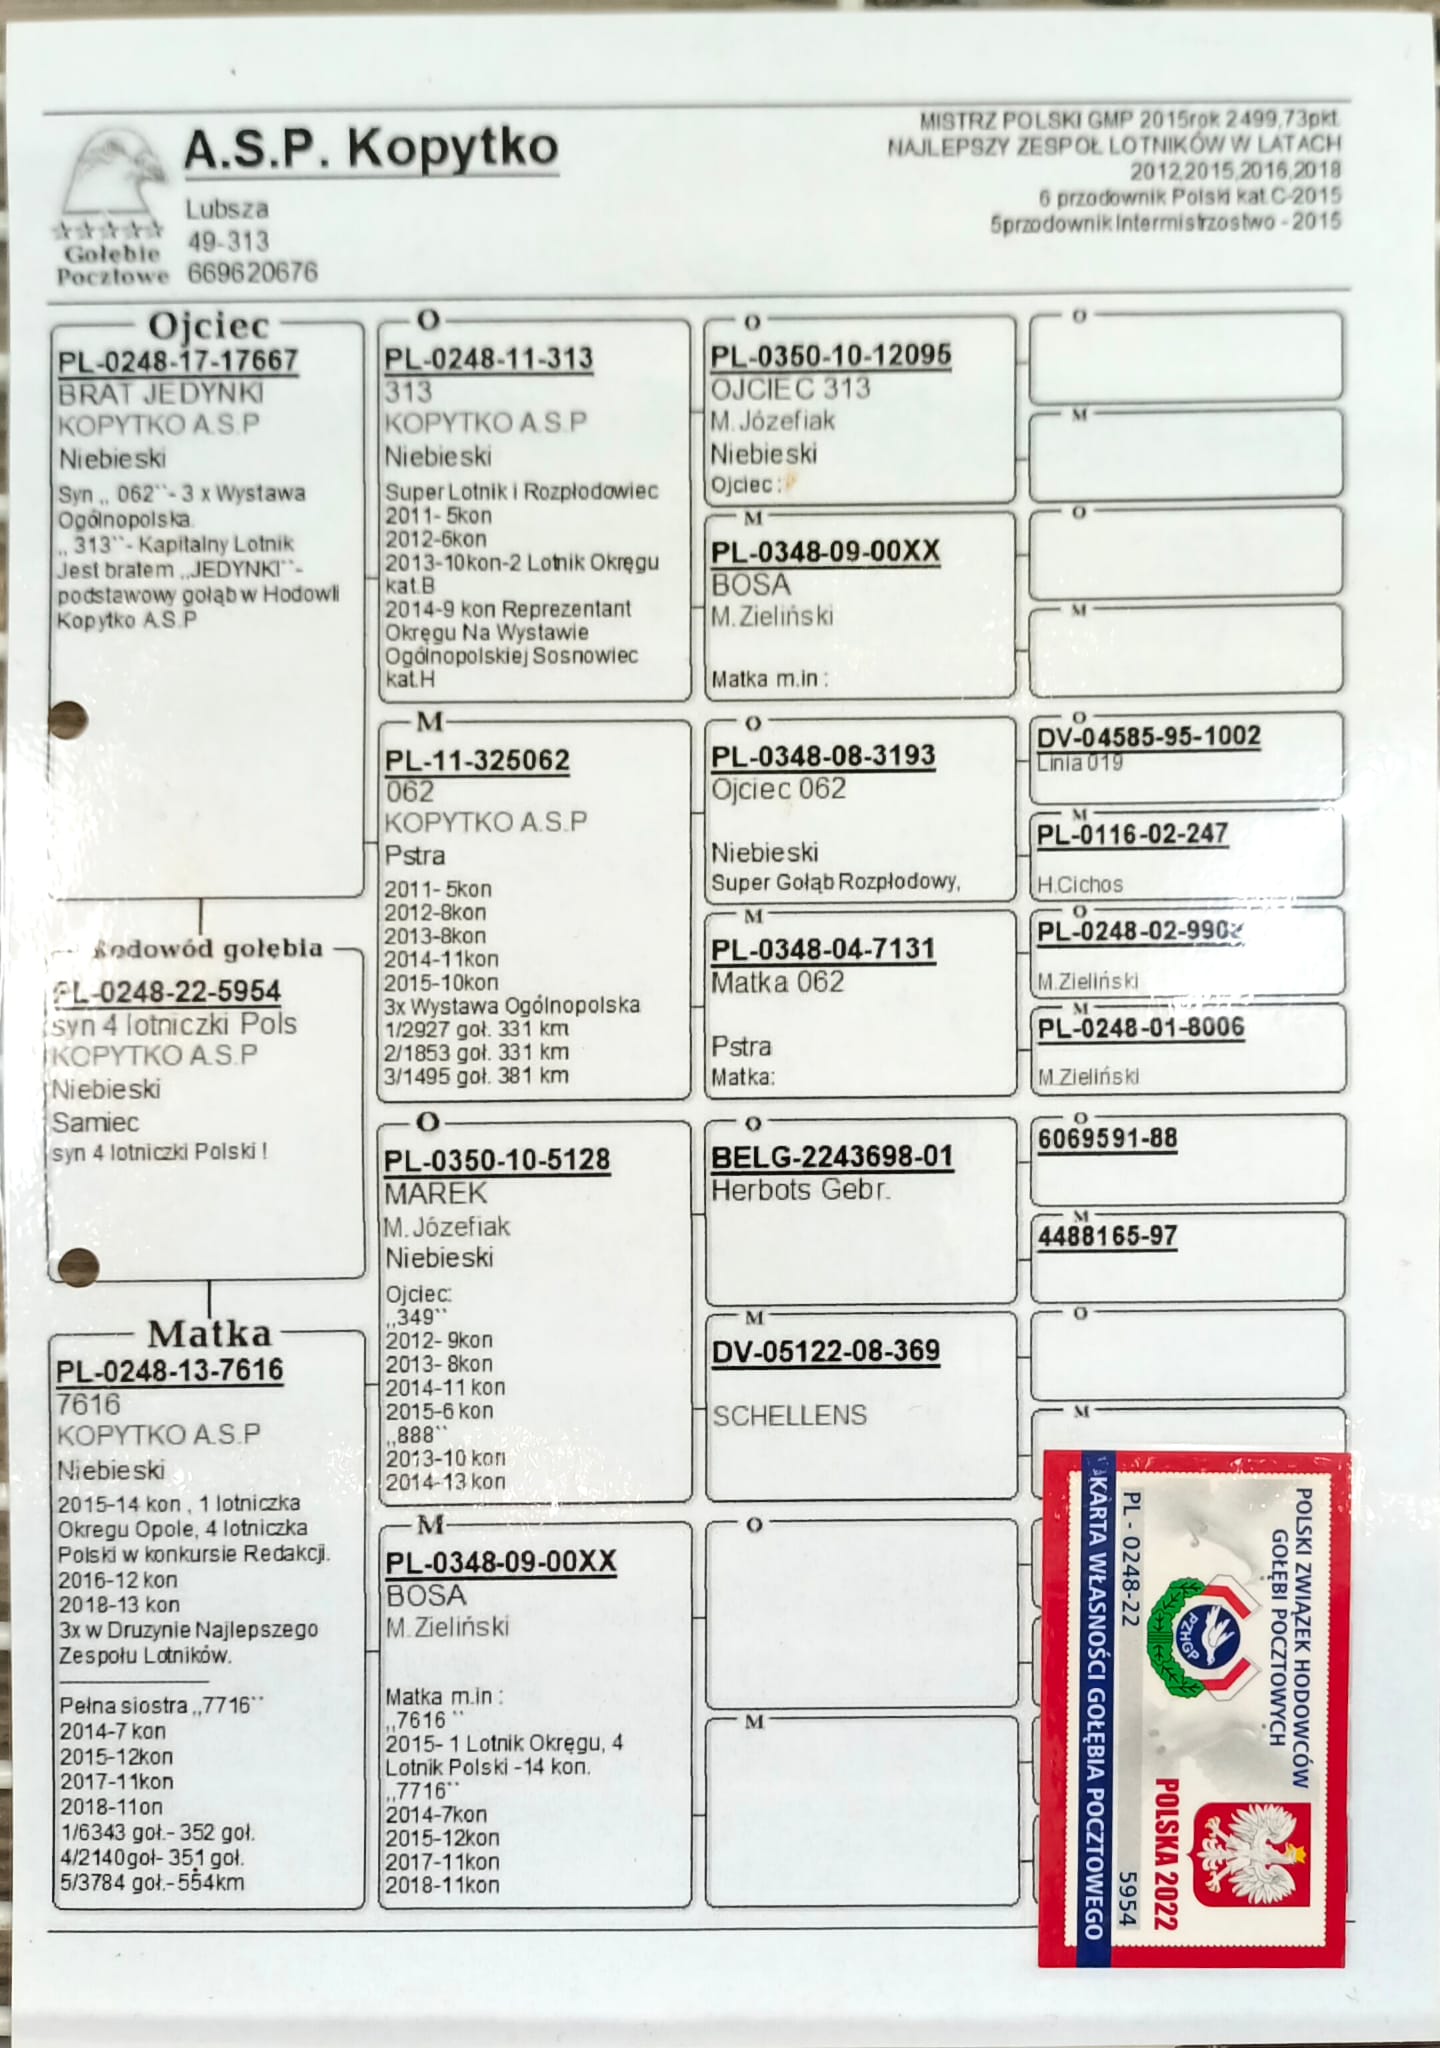 A.S.P. Kopytko
Lubsza
49-313
669620676
Gołębie
Pocztowe
MISTRZ POLSKI GMP 2015rok 2499,73pkt.
NAJLEPSZY ZESPOŁ LOTNIKÓW W LATACH
2012,2015,2016,2018
6 przodownik Polski kat.C-2015
5przodownik Intermistrzostwo - 2015
Ojciec
PL-0248-17-17667
BRAT JEDYNKI
KOPYTKO A.S.P
Niebieski
Syn ,, 062``- 3 x Wystawa
Ogólnopolska.
,, 313``- Kapitalny Lotnik
Jest bratem ,,JEDYNKI``-
podstawowy gołąb w Hodowli
Kopytko A.S.P
Rodowód gołębia
PL-0248-22-5954
syn 4 lotniczki Pols
KOPYTKO A.S.P
Niebieski
Samiec
syn 4 lotniczki Polski !
Matka
PL-0248-13-7616
7616
KOPYTKO A.S.P
Niebieski
2015-14 kon , 1 lotniczka
Okregu Opole, 4 lotniczka
Polski w konkursie Redakcji.
2016-12 kon
2018-13 kon
3x w Druzynie Najlepszego
Zespołu Lotników.
Pełna siostra ,,7716``
2014-7 kon
2015-12kon
2017-11kon
2018-11on
1/6343 goł.- 352 goł.
4/2140goł- 351 goł.
5/3784 goł.-554km
O
PL-0248-11-313
313
KOPYTKO A.S.P
Niebieski
Super Lotnik i Rozpłodowiec
2011- 5kon
2012-6kon
2013-10kon-2 Lotnik Okręgu
kat.B
2014-9 kon Reprezentant
Okręgu Na Wystawie
Ogólnopolskiej Sosnowiec
kat.H
M
PL-11-325062
062
KOPYTKO A.S.P
Pstra
2011- 5kon
2012-8kon
2013-8kon
2014-11kon
2015-10kon
3x Wystawa Ogólnopolska
1/2927 goł. 331 km
2/1853 goł. 331 km
3/1495 goł. 381 km
O
PL-0350-10-5128
MAREK
M. Józefiak
Niebieski
Ojciec:
,,349``
2012- 9kon
2013- 8kon
2014-11 kon
2015-6 kon
,,888``
2013-10 kon
2014-13 kon
M
PL-0348-09-00XX
BOSA
M. Zieliński
Matka m.in :
,,7616 ``
2015- 1 Lotnik Okręgu, 4
Lotnik Polski -14 kon.
,,7716``
2014-7kon
2015-12kon
2017-11kon
2018-11kon
O
PL-0350-10-12095
OJCIEC 313
M. Józefiak
Niebieski
Ojciec :
M
PL-0348-09-00XX
BOSA
M. Zieliński
Matka m.in :
O
PL-0348-08-3193
Ojciec 062
Niebieski
Super Gołąb Rozpłodowy,
M
PL-0348-04-7131
Matka 062
Pstra
Matka:
O
BELG-2243698-01
Herbots Gebr.
M
DV-05122-08-369
SCHELLENS
O
M
O
M
O
M
O
DV-04585-95-1002
Linia 019
M
PL-0116-02-247
H.Cichos
O
M.Zieliński
M
PL-0248-01-8006
M.Zieliński
O
6069591-88
M
4488165-97
O
M
POLSKI ZWIĄZEK HODOWCÓW
GOŁĘBI POCZTOWYCH
PZHGP
POLSKA 2022
PL - 0248-22 5954
KARTA WŁASNOŚCI GOŁĘBIA POCZTOWEGO